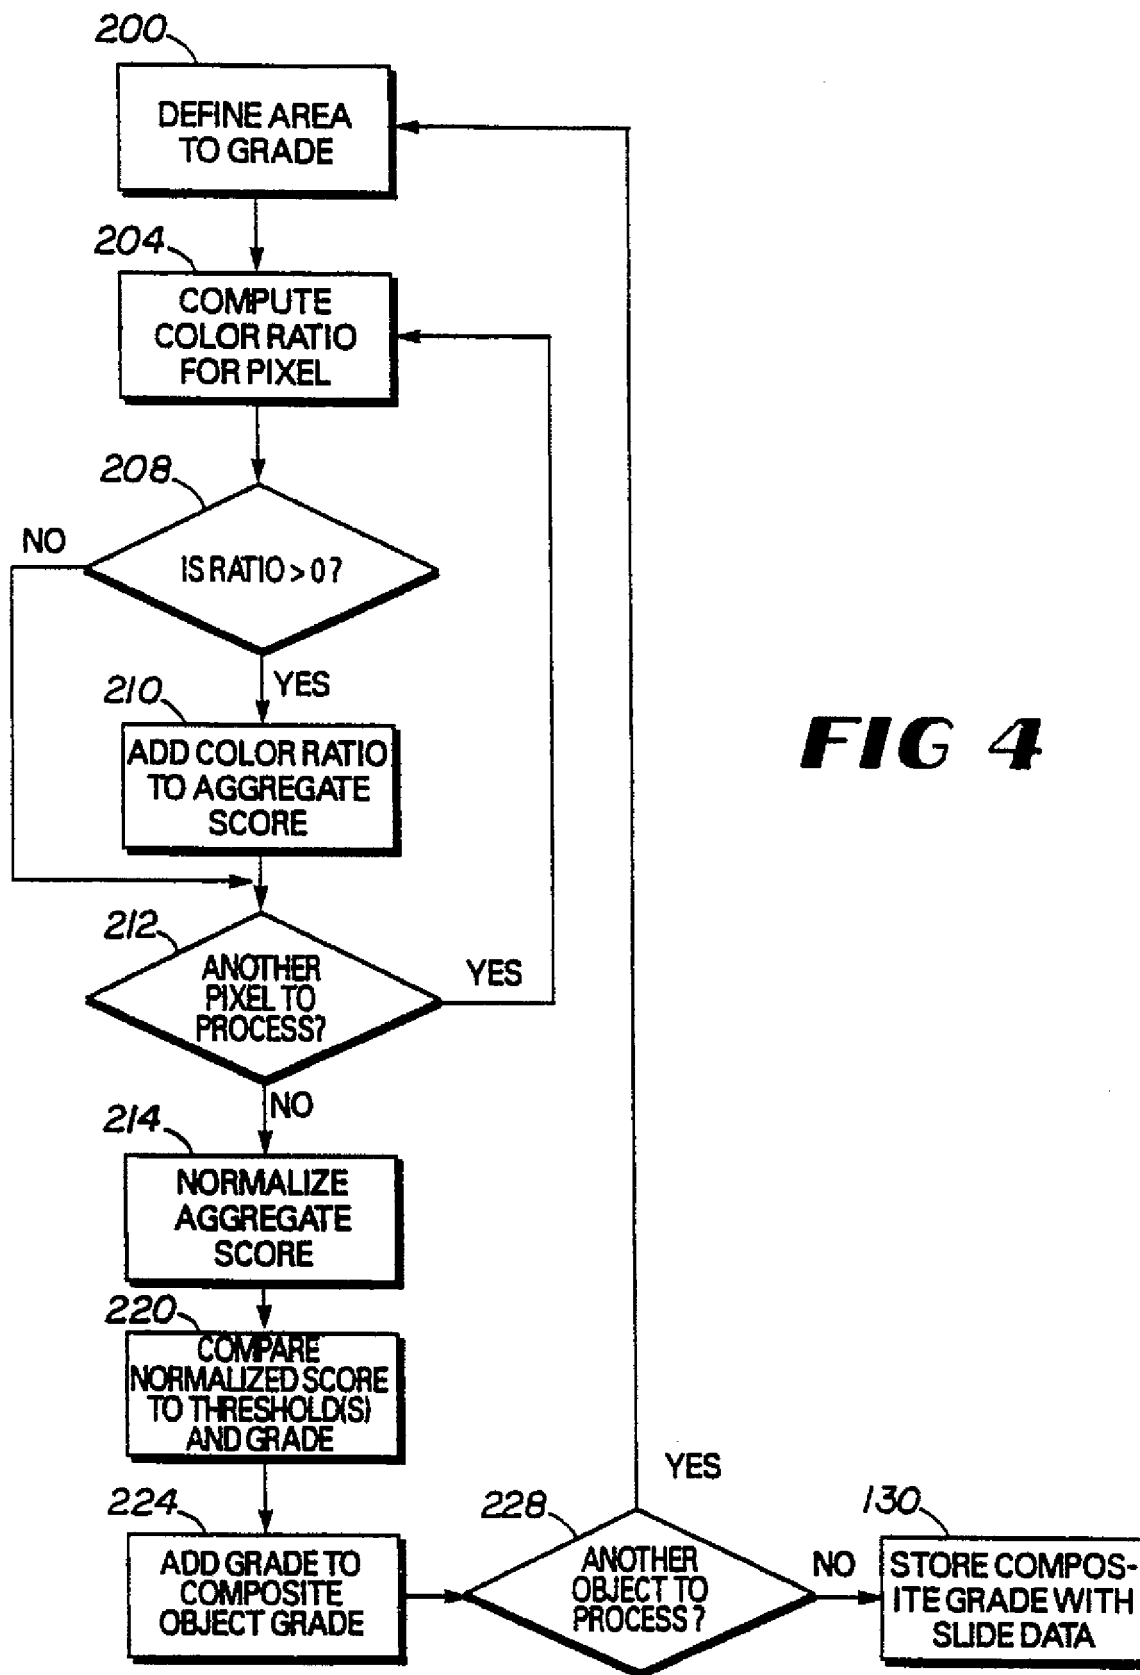 200
DEFINE AREA
TO GRADE
204
COMPUTE
COLOR RATIO
FOR PIXEL
208
NO
IS RATIO > 0?
YES
210
ADD COLOR RATIO
TO AGGREGATE
SCORE
FIG 4
212
ANOTHER
PIXEL TO
PROCESS?
YES
NO
214
NORMALIZE
AGGREGATE
SCORE
220
COMPARE
NORMALIZED SCORE
TO THRESHOLD(S)
AND GRADE
YES
224
ADD GRADE TO
COMPOSITE
OBJECT GRADE
228
ANOTHER
OBJECT TO
PROCESS?
NO
130
STORE COMPOS-
ITE GRADE WITH
SLIDE DATA